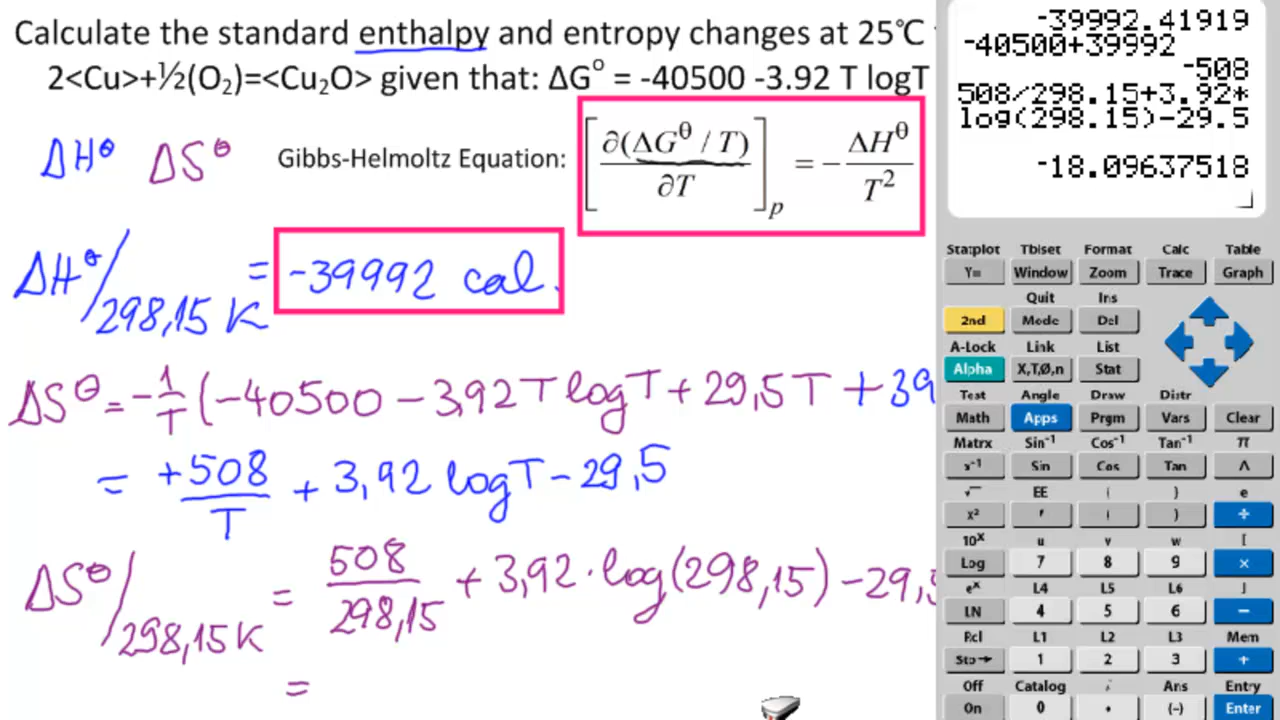 Calculate the standard enthalpy and entropy changes at 25℃
2<Cu>+½(O₂)=<Cu₂O> given that: ΔG° = -40500 -3.92 T logT
ΔH^θ ΔS^θ
Gibbs-Helmoltz Equation: [∂(ΔG^θ / T) / ∂T]_p = − ΔH^θ / T²
ΔH^θ/298,15 K = -39992 cal.
ΔS^θ = -1/T (-40500 - 3,92 T logT + 29,5T + 39
= +508/T + 3,92 logT - 29,5
ΔS^θ/298,15K = 508/298,15 + 3,92·log(298,15) - 29,5
=
-39992.41919
-40500+39992
-508
508/298.15+3.92*
log(298.15)-29.5
-18.09637518
Statplot Tblset Format Calc Table
Y= Window Zoom Trace Graph
Quit Ins
2nd Mode Del
A-Lock Link List
Alpha X,T,Ø,n Stat
Test Angle Draw Distr
Math Apps Prgm Vars Clear
Matrx Sin⁻¹ Cos⁻¹ Tan⁻¹ π
x⁻¹ Sin Cos Tan Λ
√ EE { } e
x² , ( ) ÷
10ˣ u v w [
Log 7 8 9 ×
eˣ L4 L5 L6 ]
LN 4 5 6 −
Rcl L1 L2 L3 Mem
Sto→ 1 2 3 +
Off Catalog i Ans Entry
On 0 . (-) Enter